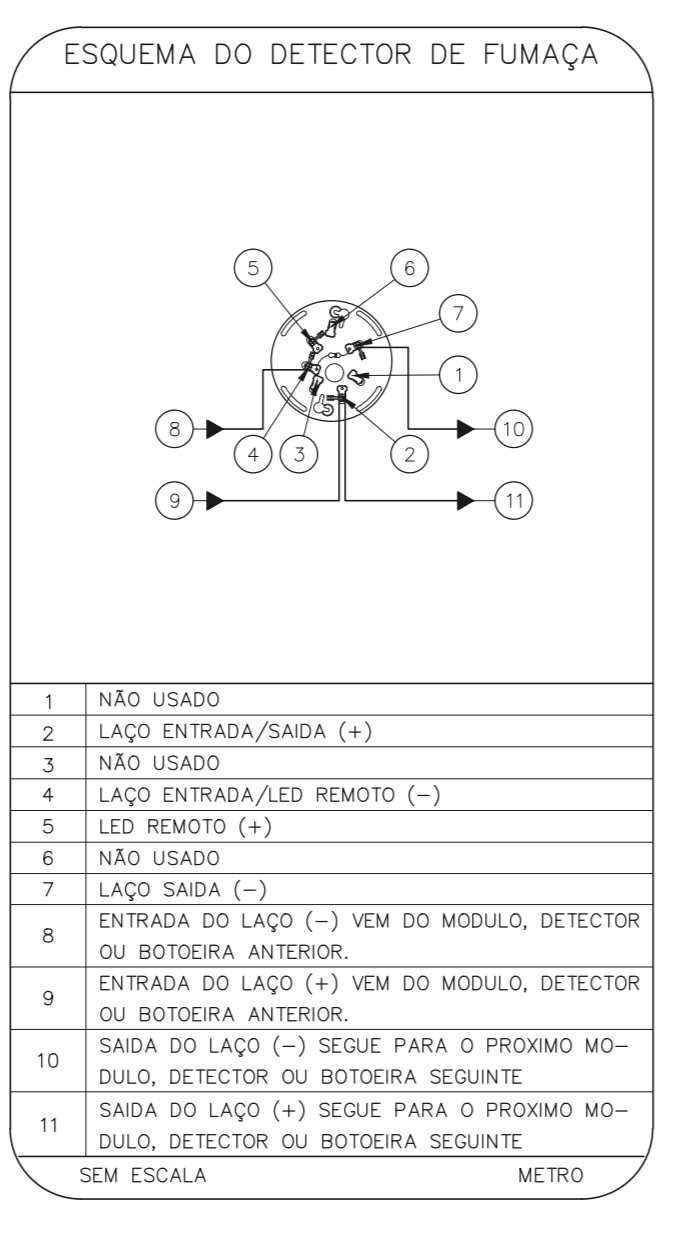 ESQUEMA DO DETECTOR DE FUMAÇA
5
6
7
1
8
10
4
3
2
9
11
1 NÃO USADO
2 LAÇO ENTRADA/SAIDA (+)
3 NÃO USADO
4 LAÇO ENTRADA/LED REMOTO (−)
5 LED REMOTO (+)
6 NÃO USADO
7 LAÇO SAIDA (−)
8 ENTRADA DO LAÇO (−) VEM DO MODULO, DETECTOR
OU BOTOEIRA ANTERIOR.
9 ENTRADA DO LAÇO (+) VEM DO MODULO, DETECTOR
OU BOTOEIRA ANTERIOR.
10 SAIDA DO LAÇO (−) SEGUE PARA O PROXIMO MO−
DULO, DETECTOR OU BOTOEIRA SEGUINTE
11 SAIDA DO LAÇO (+) SEGUE PARA O PROXIMO MO−
DULO, DETECTOR OU BOTOEIRA SEGUINTE
SEM ESCALA METRO